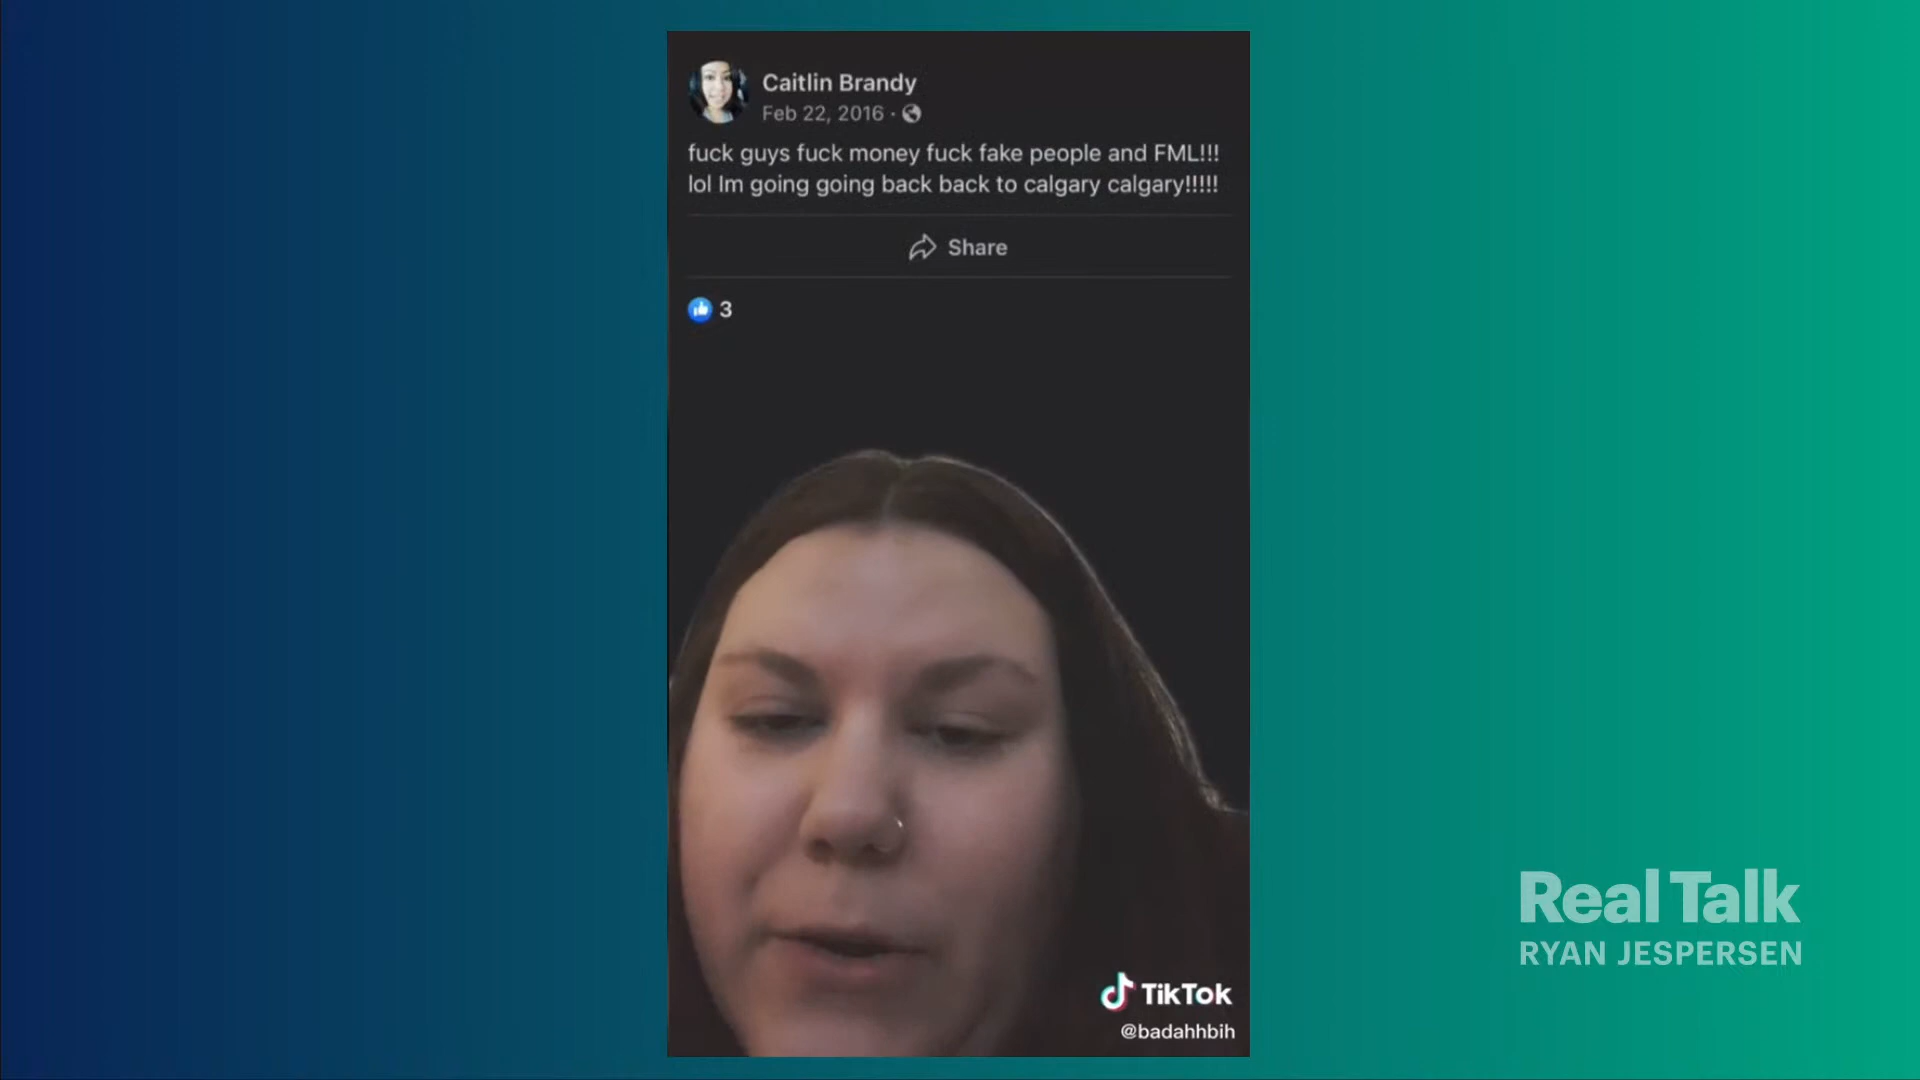 Caitlin Brandy
Feb 22, 2016 ·
fuck guys fuck money fuck fake people and FML!!!
lol Im going going back back to calgary calgary!!!!!
Share
3
Real Talk
RYAN JESPERSEN
TikTok
@badahhbih